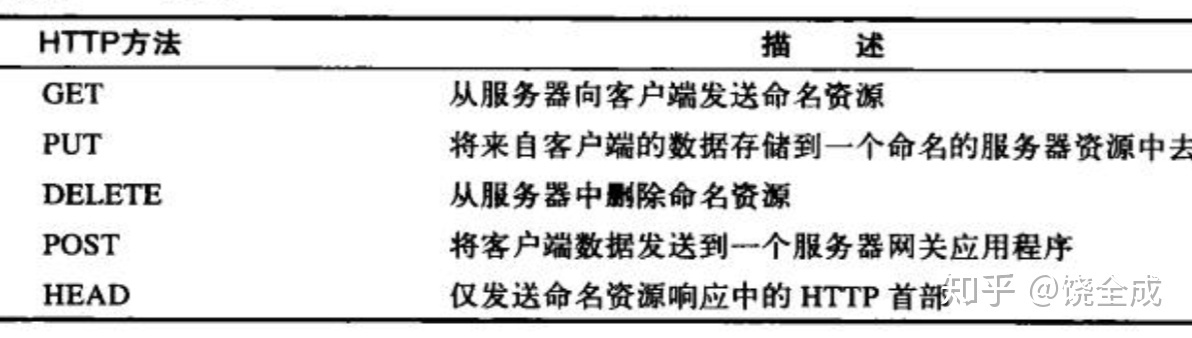 HTTP方法 描 述
GET 从服务器向客户端发送命名资源
PUT 将来自客户端的数据存储到一个命名的服务器资源中去
DELETE 从服务器中删除命名资源
POST 将客户端数据发送到一个服务器网关应用程序
HEAD 仅发送命名资源响应中的 HTTP 首部
知乎 @饶全成